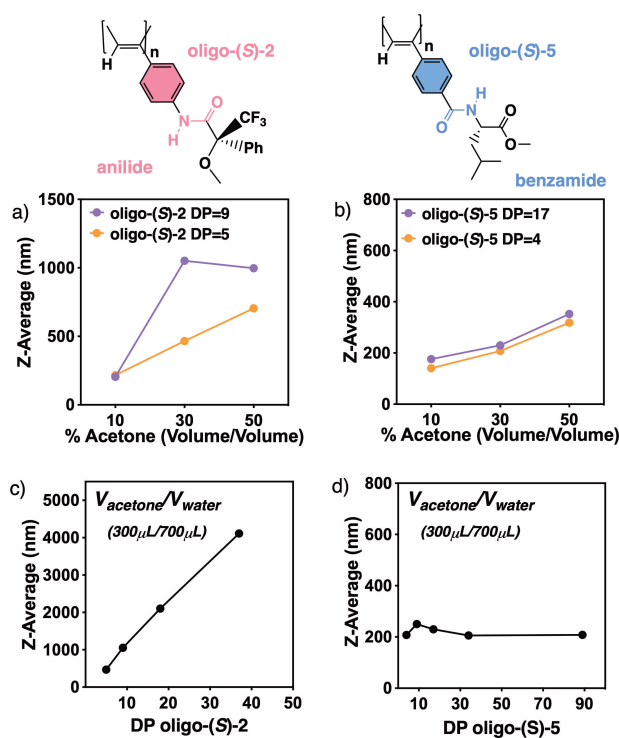 n
H
oligo-(S)-2
N
H
O
CF3
Ph
O
anilide
n
H
oligo-(S)-5
H
N
O
O
O
benzamide
a)
1500
1000
500
0
Z-Average (nm)
oligo-(S)-2 DP=9
oligo-(S)-2 DP=5
10 30 50
% Acetone (Volume/Volume)
b)
800
600
400
200
0
Z-Average (nm)
oligo-(S)-5 DP=17
oligo-(S)-5 DP=4
10 30 50
% Acetone (Volume/Volume)
c)
5000
4000
3000
2000
1000
0
Z-Average (nm)
Vacetone/Vwater
(300μL/700μL)
10 20 30 40 50
DP oligo-(S)-2
d)
800
600
400
200
0
Z-Average (nm)
Vacetone/Vwater
(300μL/700μL)
10 30 50 70 90
DP oligo-(S)-5